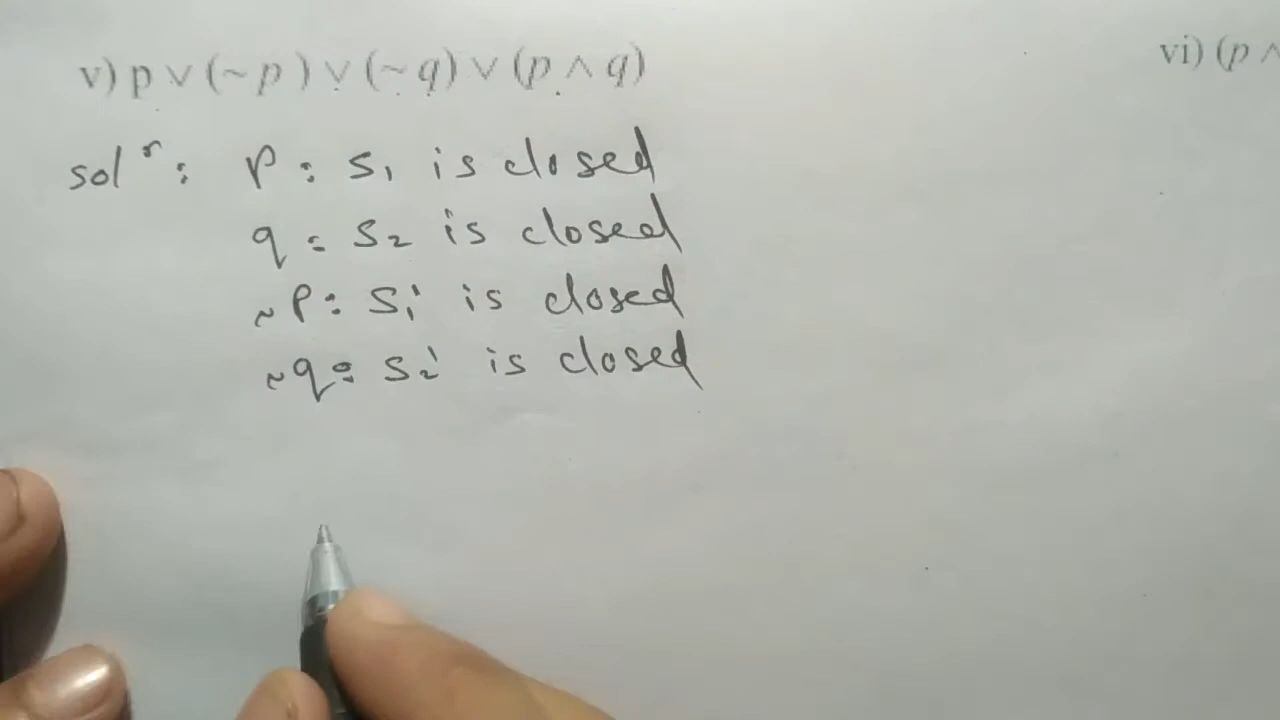 v) p ∨ (~ p ) ∨ (~ q) ∨ (p ∧ q)
vi) (p ∧
solⁿ : P : S₁ is closed
q : S₂ is closed
~P : S₁' is closed
~q : S₂' is closed